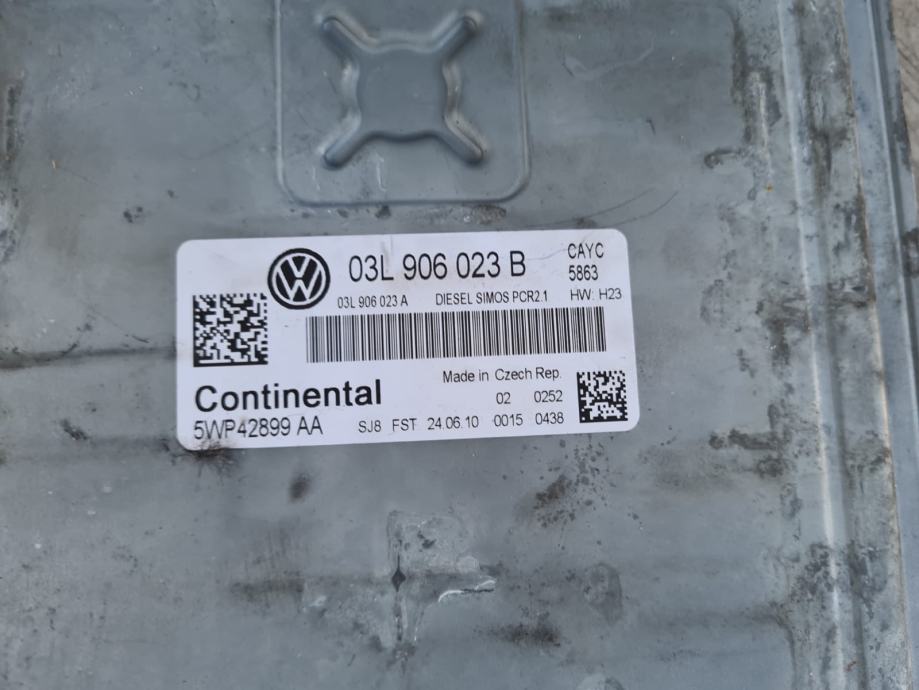 03L 906 023 B
CAYC
5863
03L 906 023 A DIESEL SIMOS PCR2.1 HW: H23
Made in Czech Rep.
Continental
02 0252
5WP42899 AA SJ8 FST 24.06.10 0015 0438